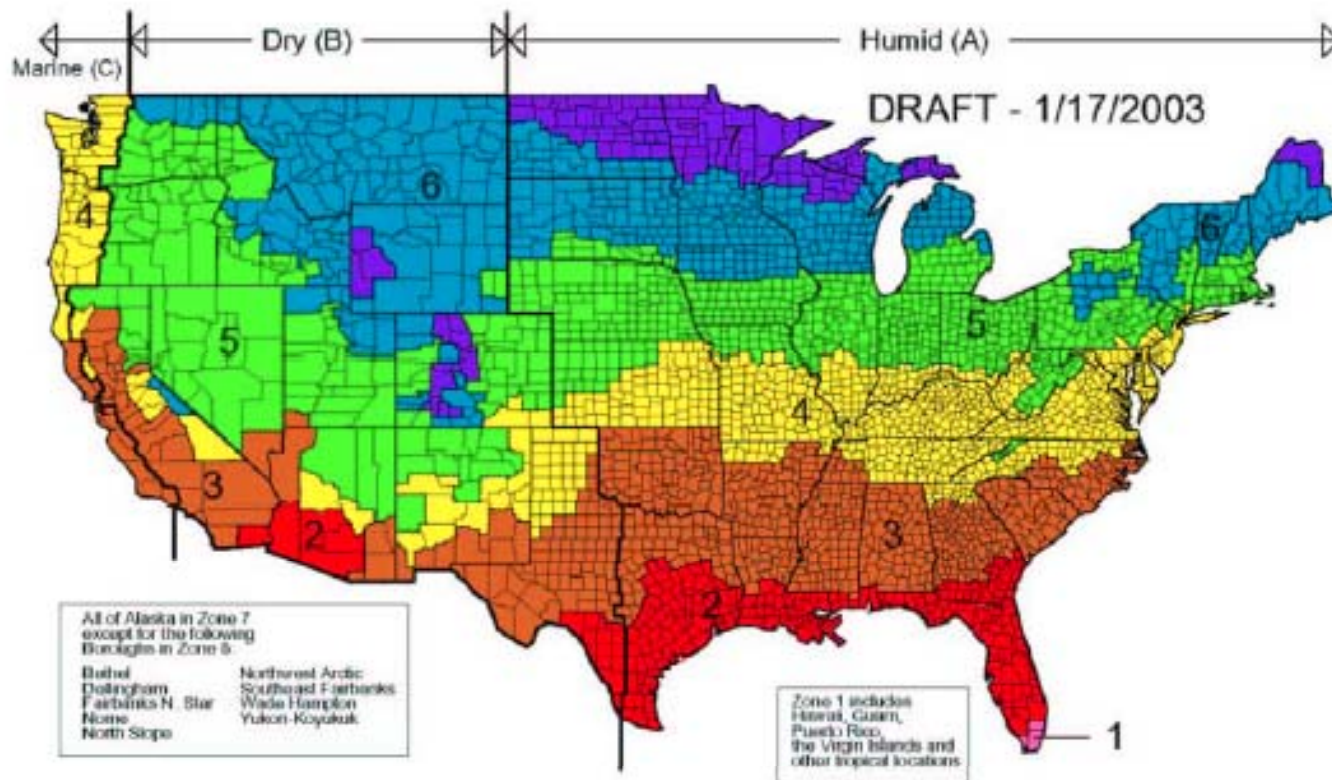 Marine (C)
Dry (B)
Humid (A)
DRAFT - 1/17/2003
7
6
4
6
5
5
4
3
3
2
2
1
All of Alaska in Zone 7
except for the following
Boroughs in Zone 8:
Bethel Northwest Arctic
Dellingham Southeast Fairbanks
Fairbanks N. Star Wade Hampton
Nome Yukon-Koyukuk
North Slope
Zone 1 includes
Hawaii, Guam,
Puerto Rico,
the Virgin Islands and
other tropical locations